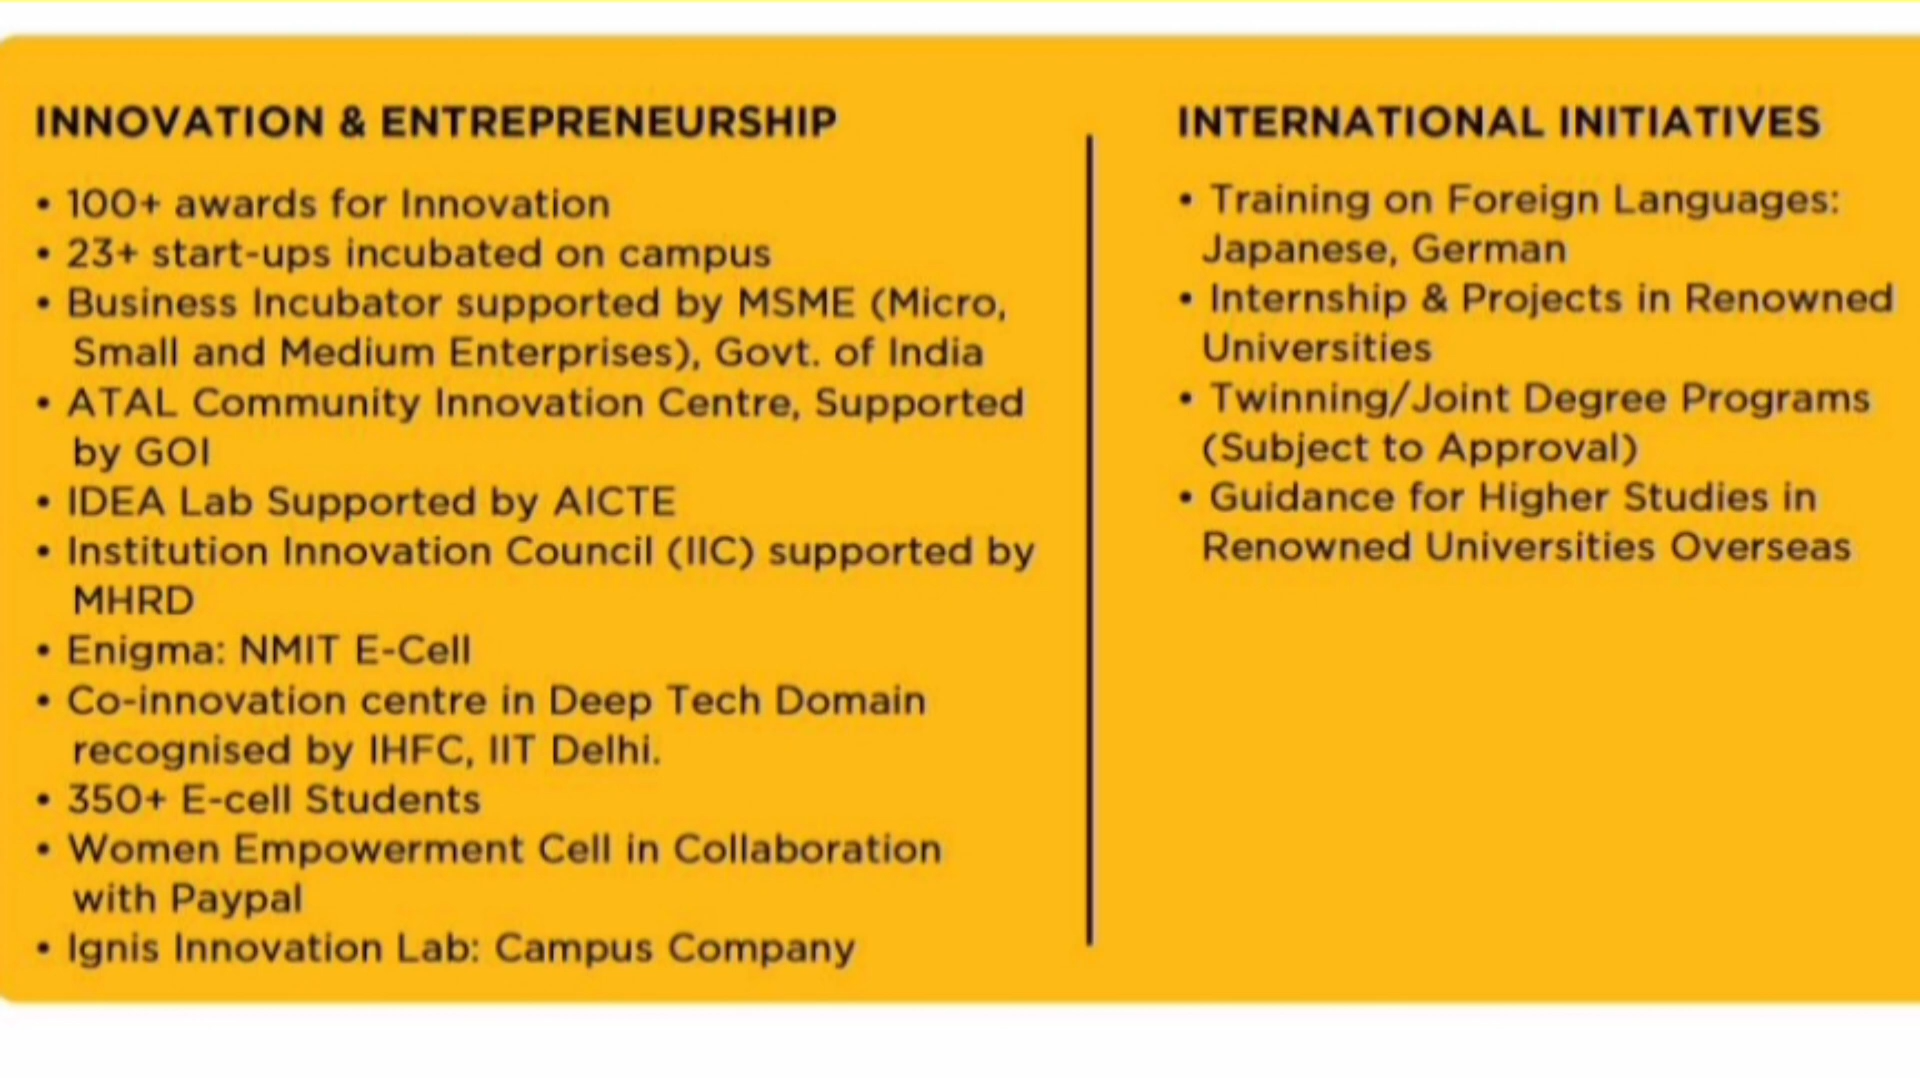 INNOVATION & ENTREPRENEURSHIP
• 100+ awards for Innovation
• 23+ start-ups incubated on campus
• Business Incubator supported by MSME (Micro,
Small and Medium Enterprises), Govt. of India
• ATAL Community Innovation Centre, Supported
by GOI
• IDEA Lab Supported by AICTE
• Institution Innovation Council (IIC) supported by
MHRD
• Enigma: NMIT E-Cell
• Co-innovation centre in Deep Tech Domain
recognised by IHFC, IIT Delhi.
• 350+ E-cell Students
• Women Empowerment Cell in Collaboration
with Paypal
• Ignis Innovation Lab: Campus Company
INTERNATIONAL INITIATIVES
• Training on Foreign Languages:
Japanese, German
• Internship & Projects in Renowned
Universities
• Twinning/Joint Degree Programs
(Subject to Approval)
• Guidance for Higher Studies in
Renowned Universities Overseas